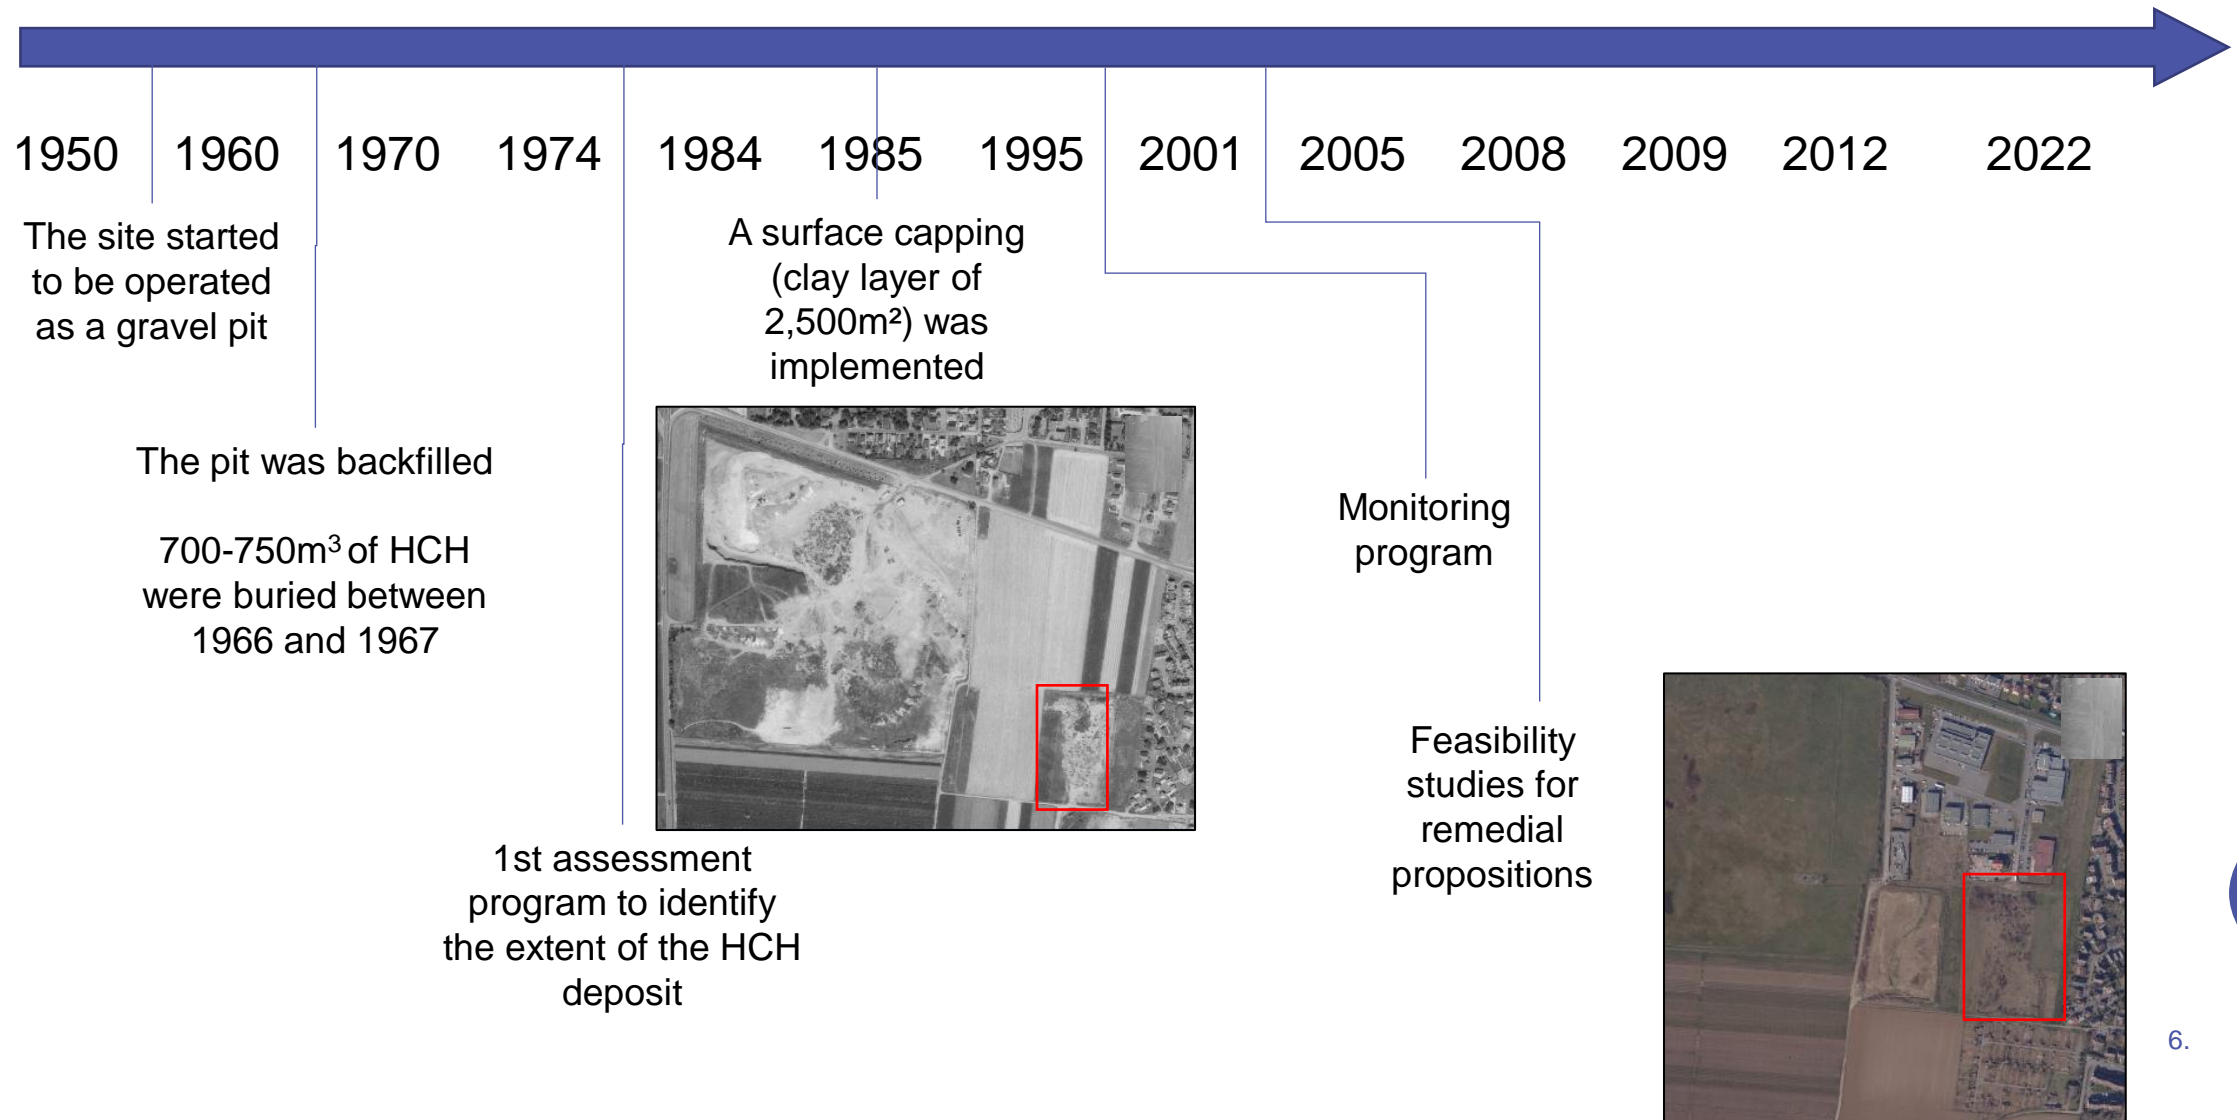 1950 1960 1970 1974 1984 1985 1995 2001 2005 2008 2009 2012 2022
The site started
to be operated
as a gravel pit
The pit was backfilled
700-750m³ of HCH
were buried between
1966 and 1967
1st assessment
program to identify
the extent of the HCH
deposit
A surface capping
(clay layer of
2,500m²) was
implemented
Monitoring
program
Feasibility
studies for
remedial
propositions
6.